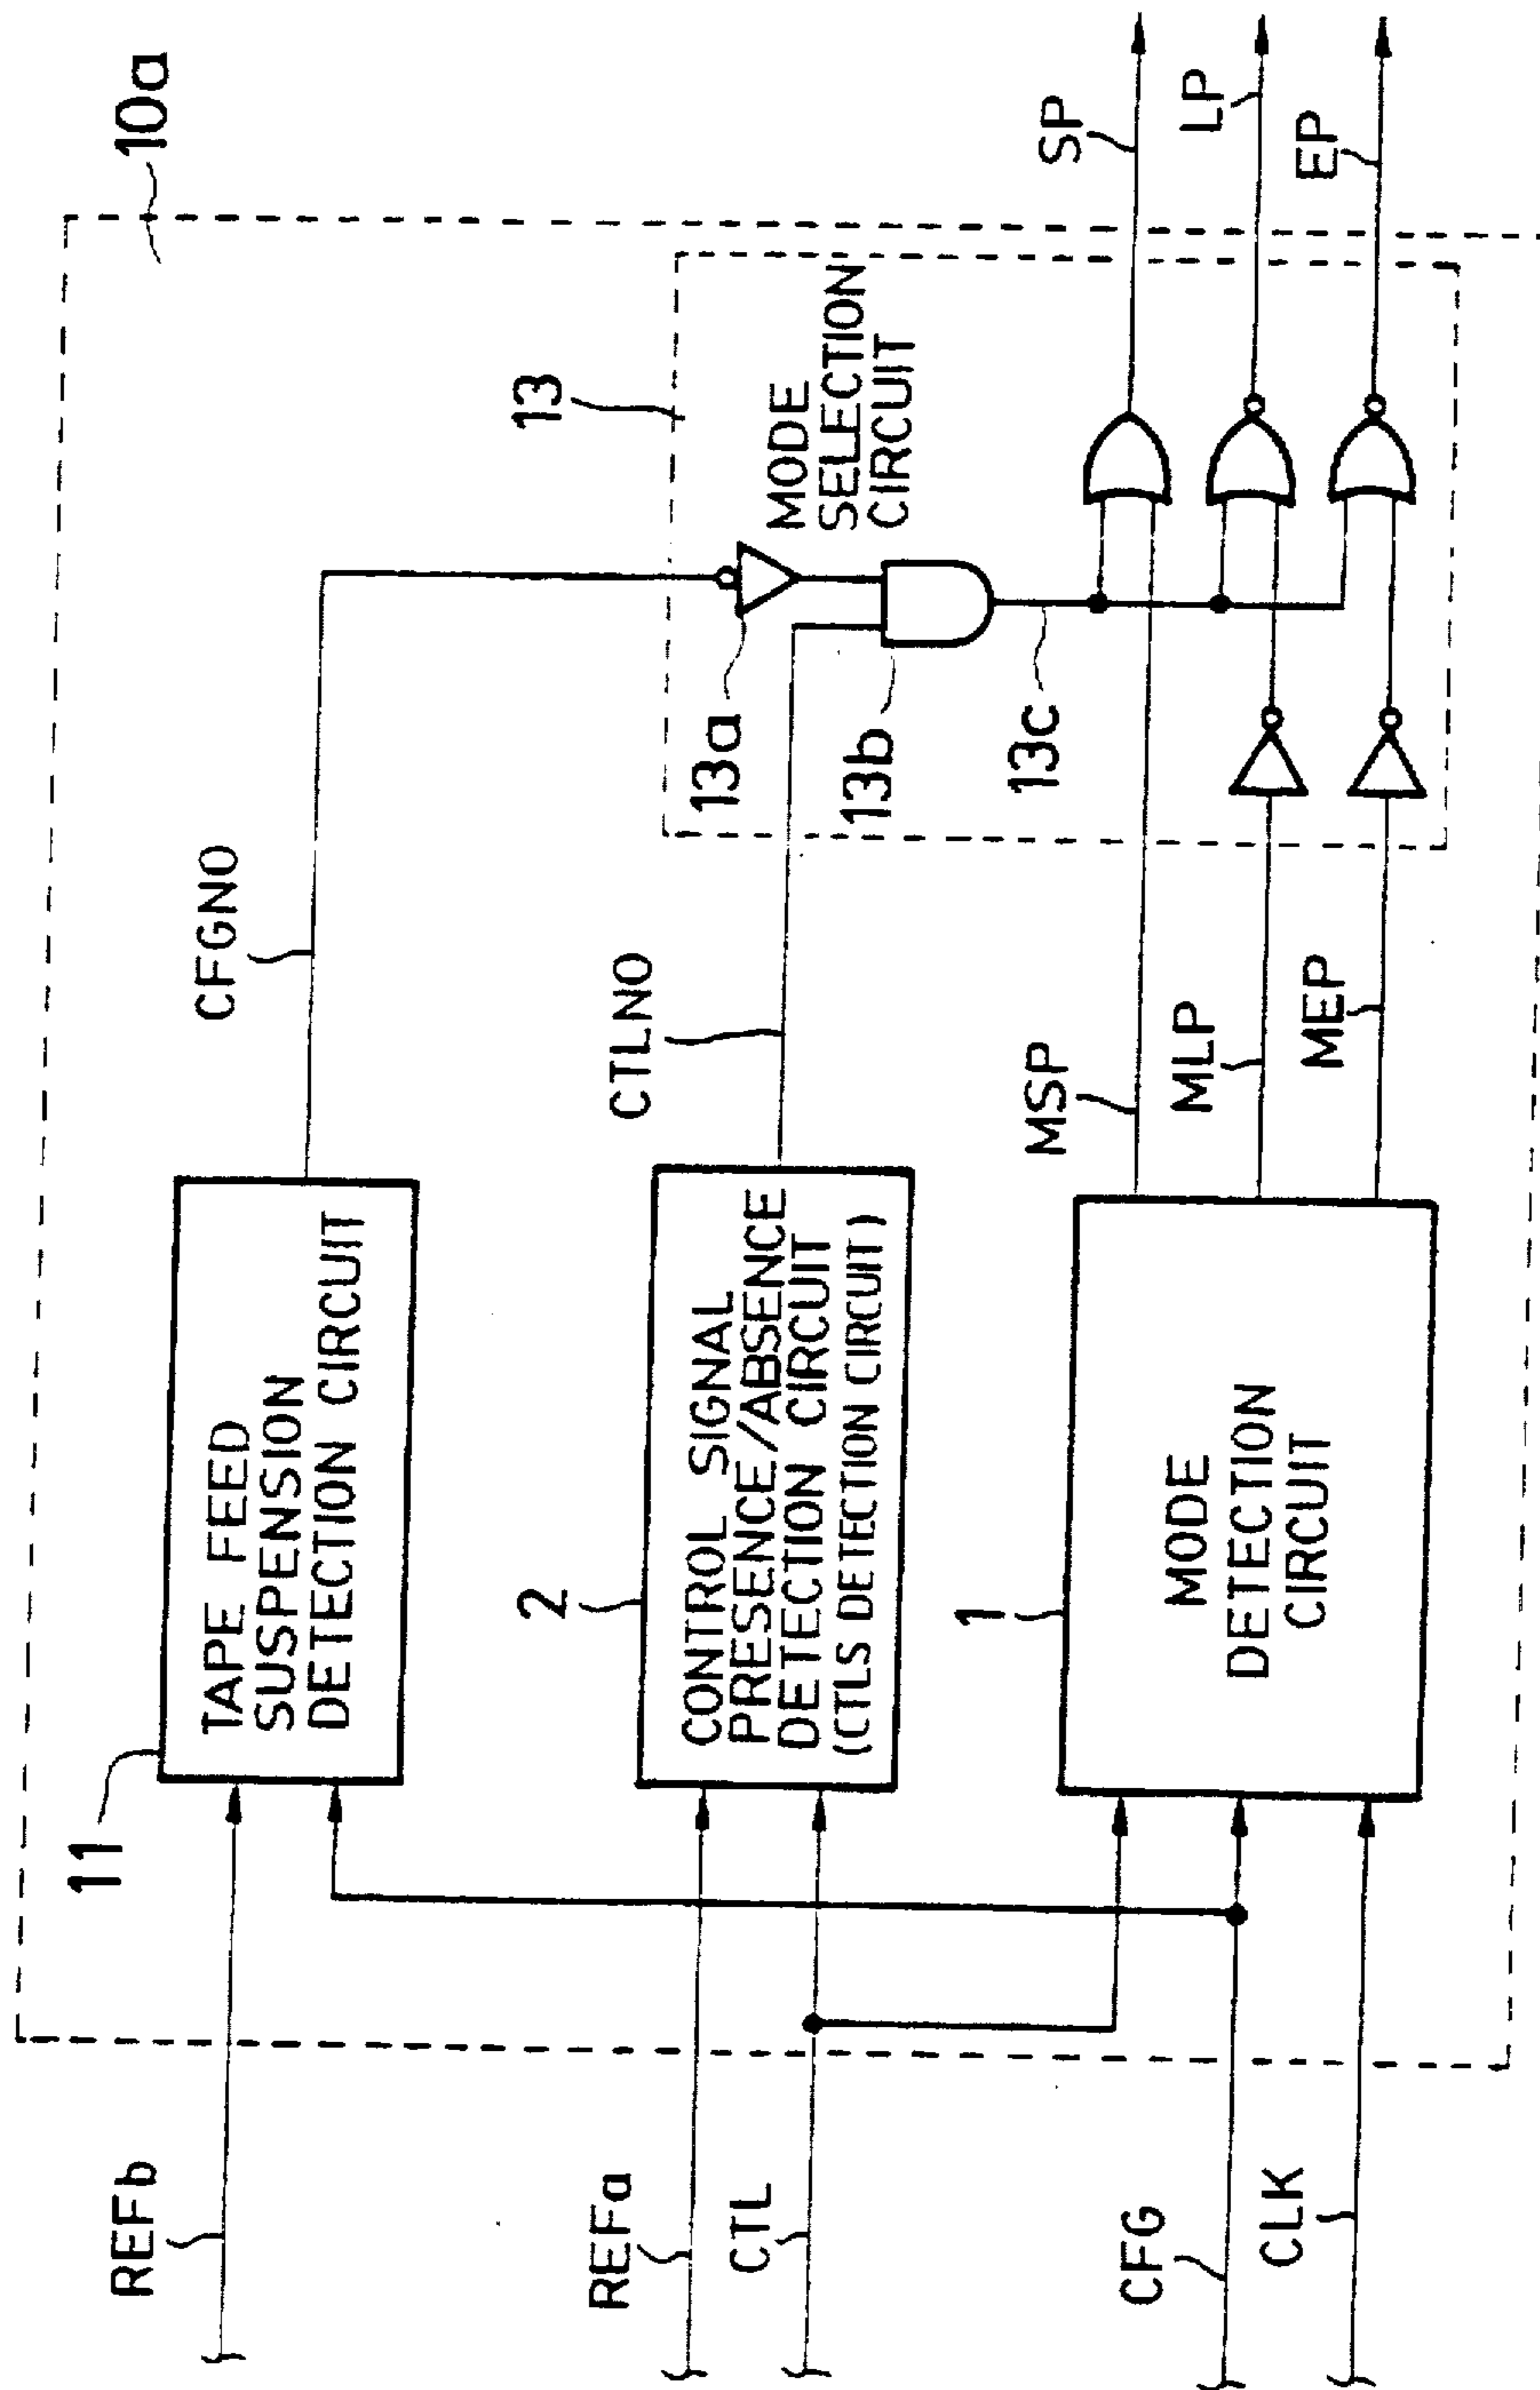 10a
REFb
11
TAPE FEED
SUSPENSION
DETECTION CIRCUIT
CFGNO
13
MODE
SELECTION
CIRCUIT
13a
13b
13c
REFa
CTL
2
CONTROL SIGNAL
PRESENCE/ABSENCE
DETECTION CIRCUIT
(CTLS DETECTION CIRCUIT)
CTLNO
CFG
CLK
1
MODE
DETECTION
CIRCUIT
MSP
MLP
MEP
SP
LP
EP